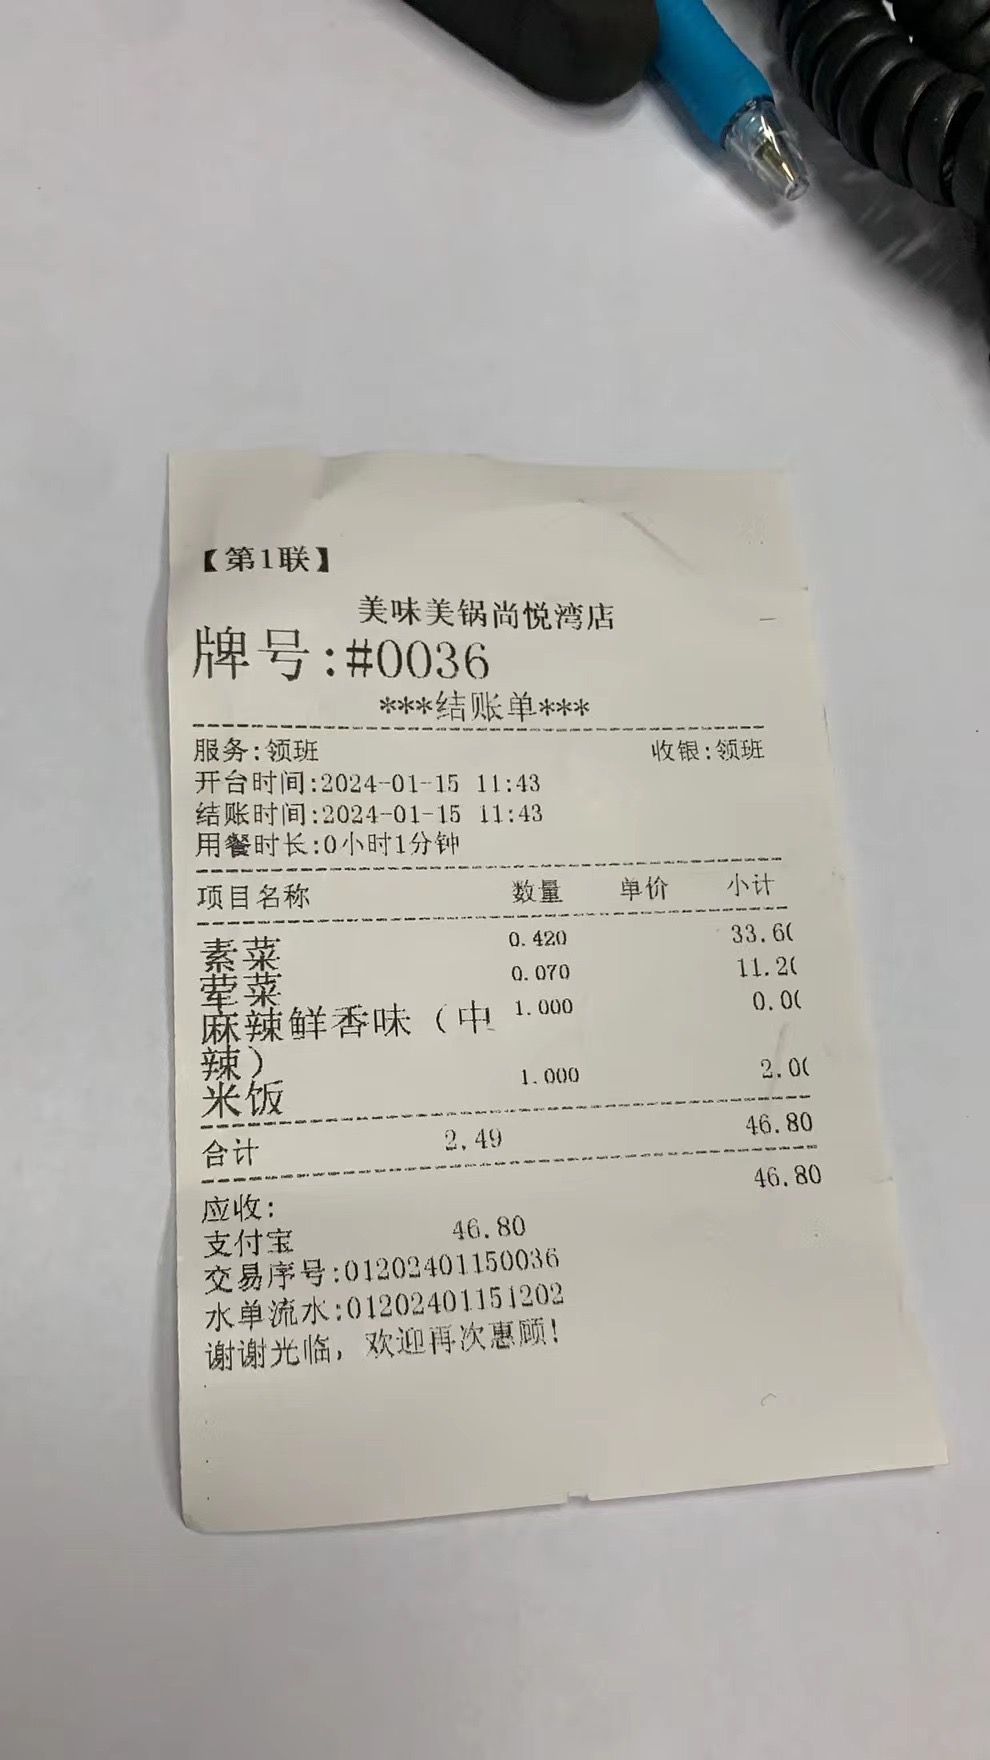 【第1联】
美味美锅尚悦湾店
牌号:#0036
***结账单***
服务:领班 收银:领班
开台时间:2024-01-15 11:43
结账时间:2024-01-15 11:43
用餐时长:0小时1分钟
项目名称 数量 单价 小计
素菜 0.420 33.6
荤菜 0.070 11.2
麻辣鲜香味（中 1.000 0.0
辣）
米饭 1.000 2.0
合计 2.49 46.80
应收: 46.80
支付宝 46.80
交易序号:01202401150036
水单流水:01202401151202
谢谢光临，欢迎再次惠顾!